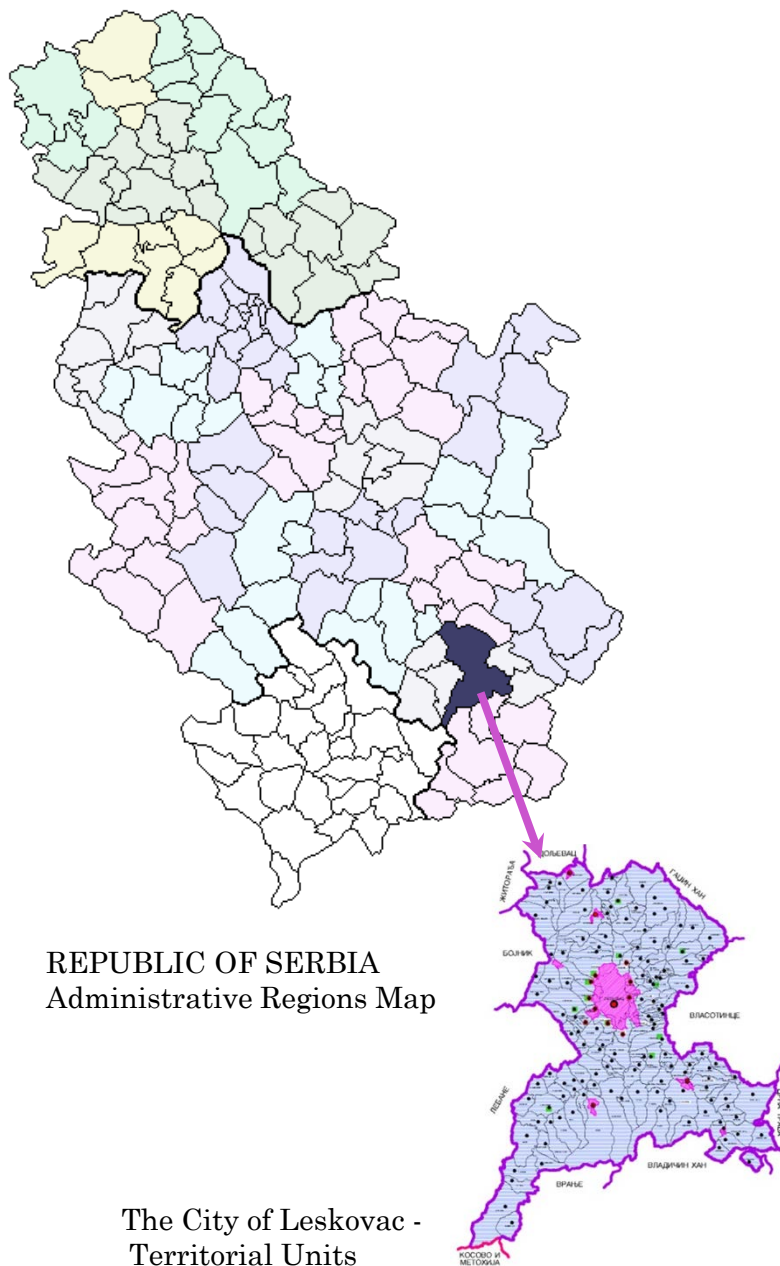 ДОЉЕВАЦ
ЖИТОРАЂА
ГАЏИН ХАН
БОЈНИК
REPUBLIC OF SERBIA
Administrative Regions Map
ВЛАСОТИНЦЕ
ЛЕБАНЕ
ВЛАДИЧИН ХАН
ВРАЊЕ
The City of Leskovac -
Territorial Units
КОСОВО И
МЕТОХИЈА